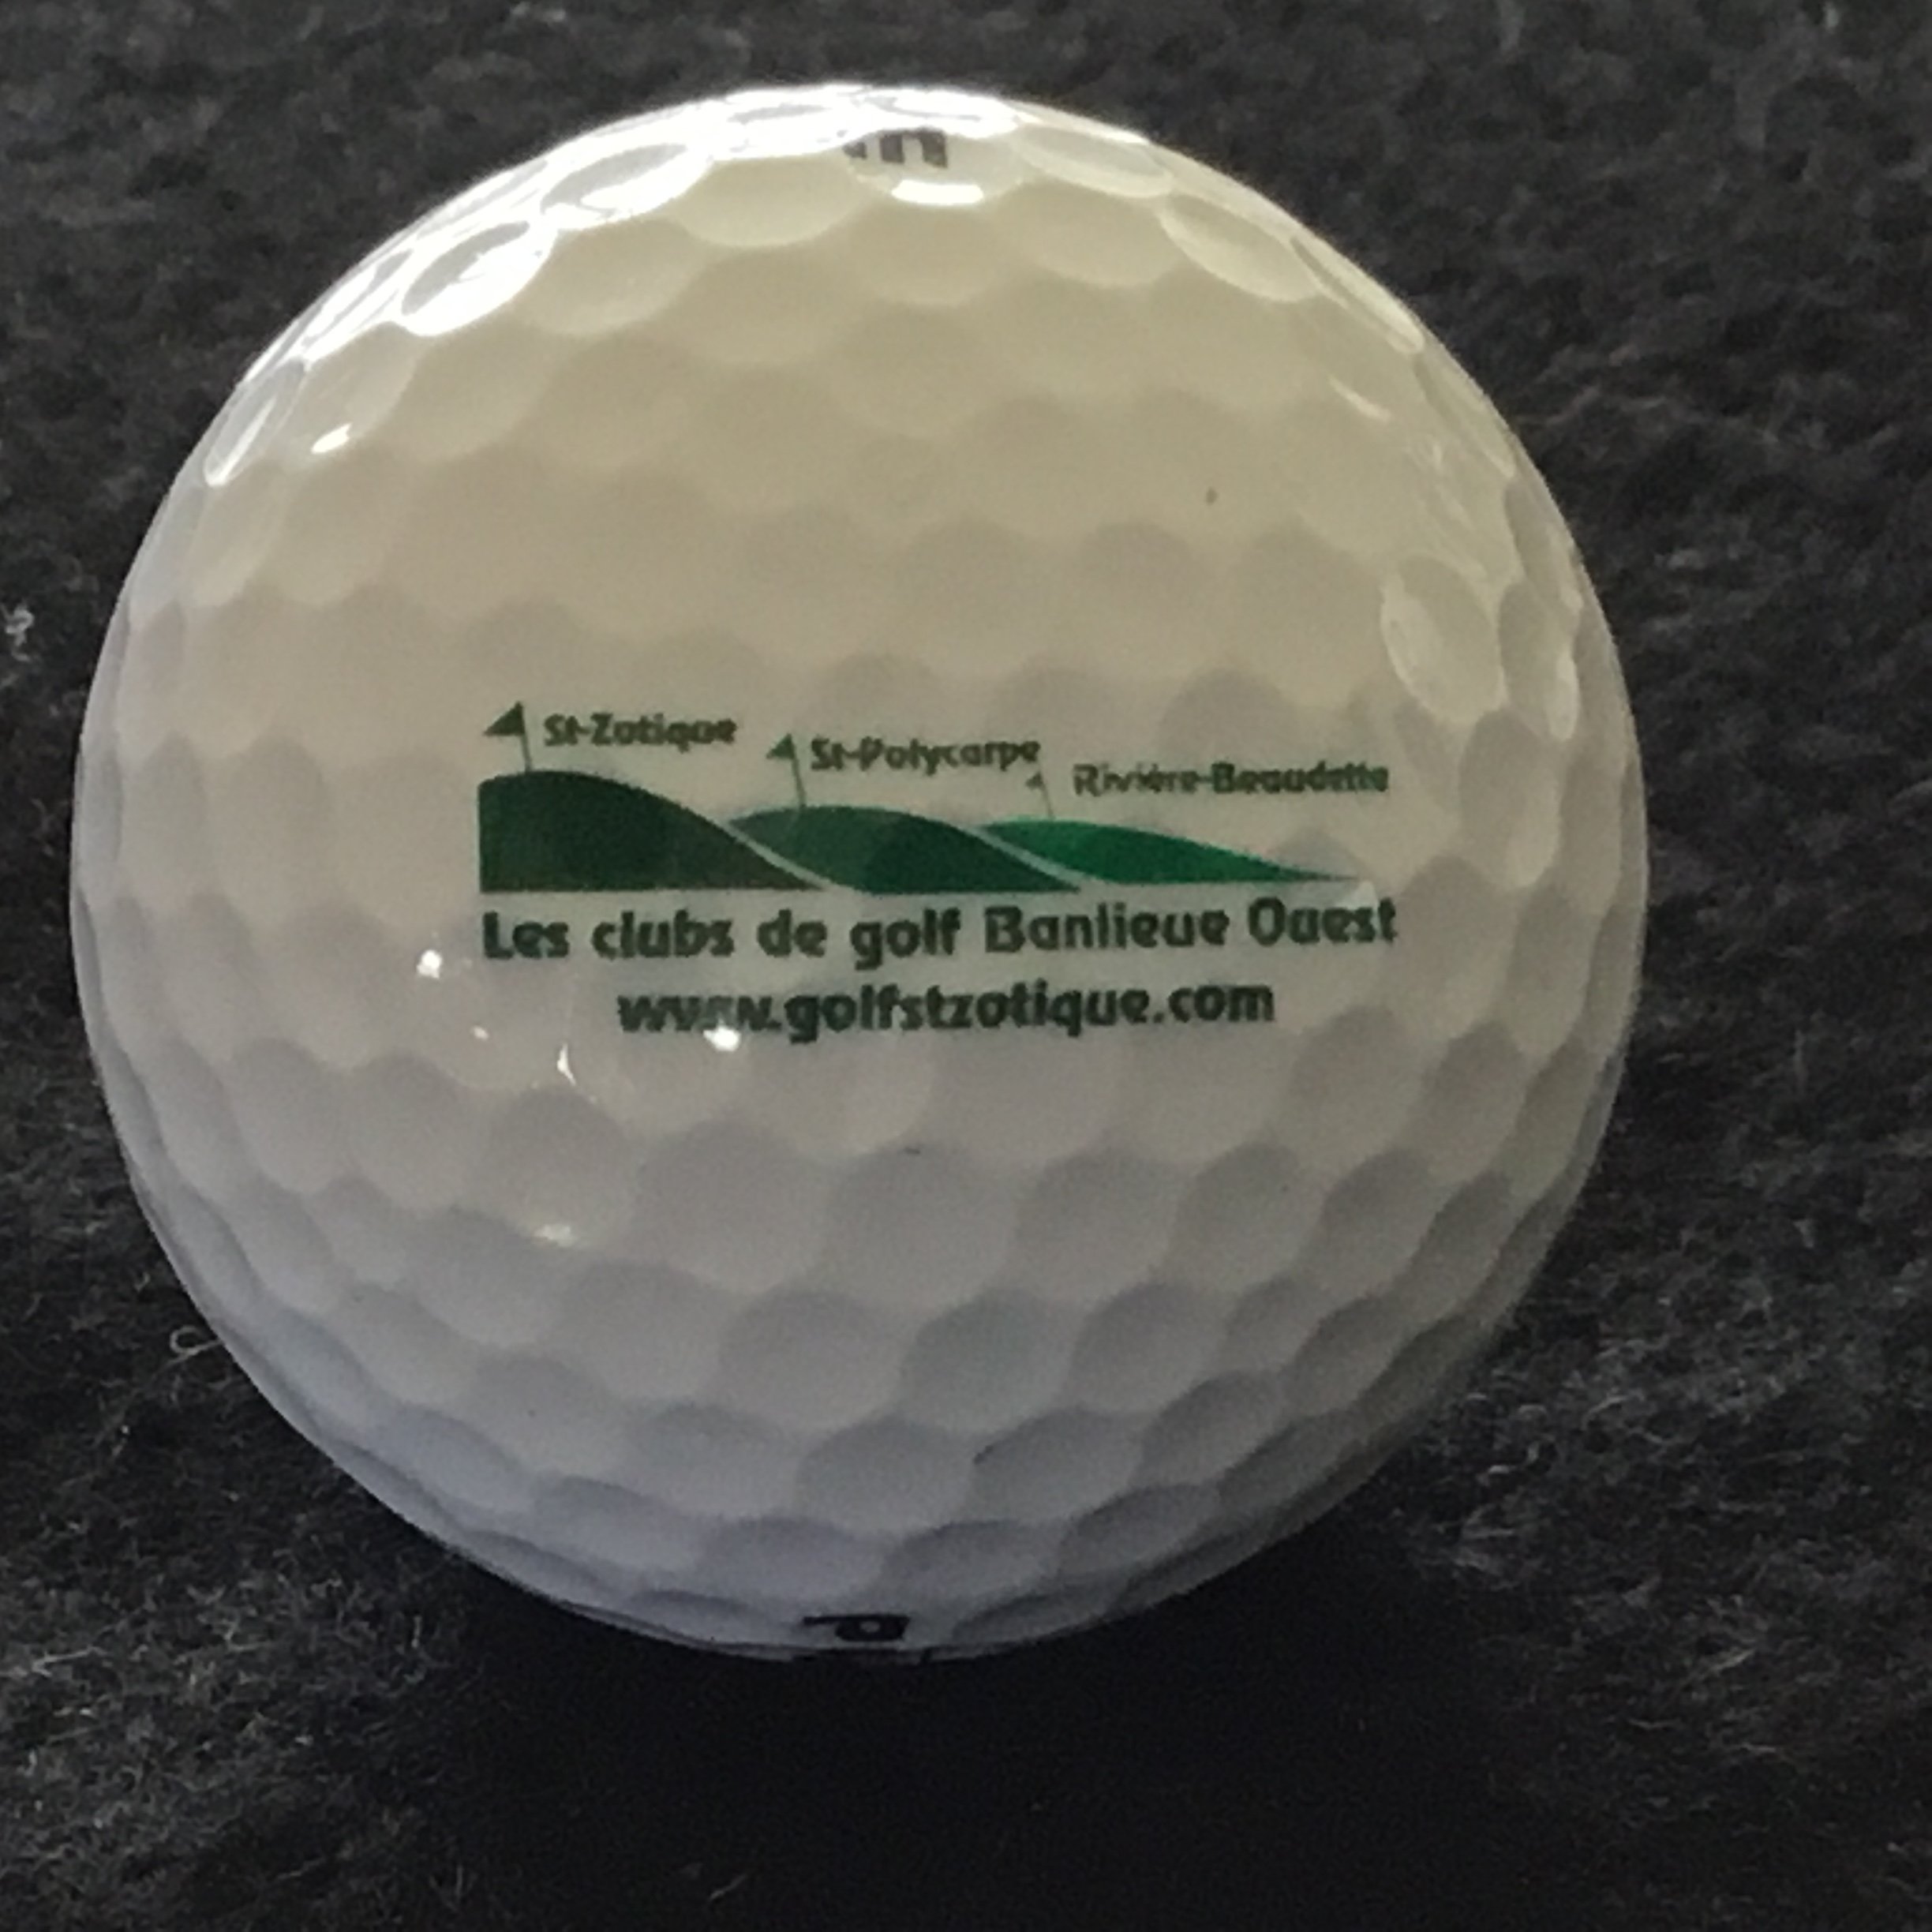 St-Zotique
St-Polycarpe
Rivière-Beaudette
Les clubs de golf Banlieue Ouest
www.golfstzotique.com